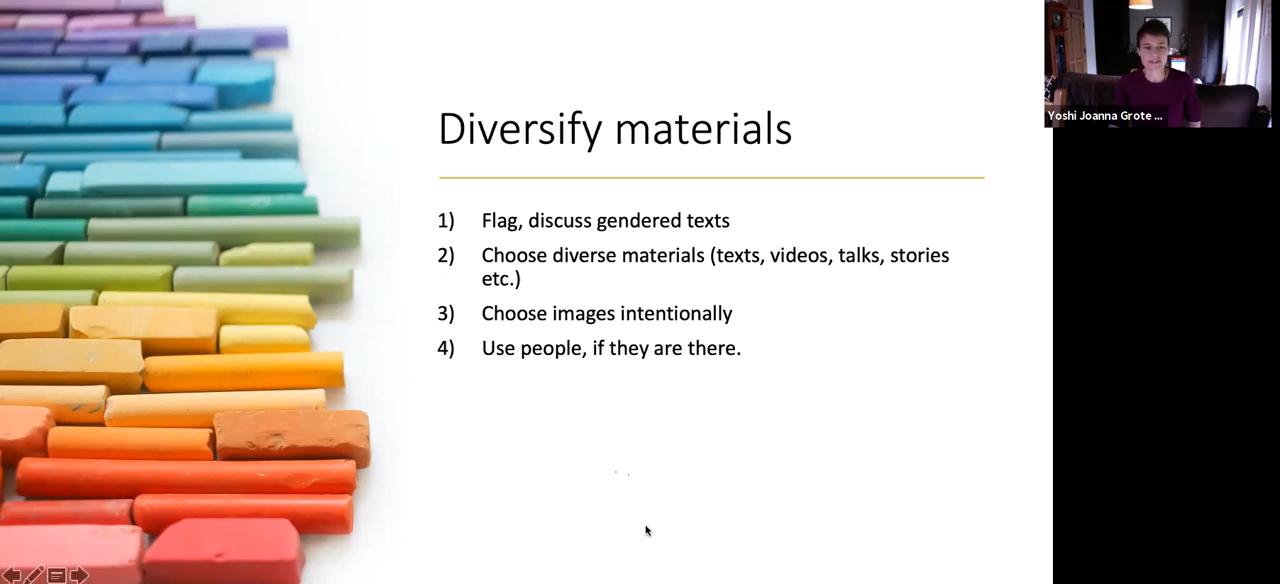 Diversify materials
1) Flag, discuss gendered texts
2) Choose diverse materials (texts, videos, talks, stories
etc.)
3) Choose images intentionally
4) Use people, if they are there.
Yoshi Joanna Grote ...